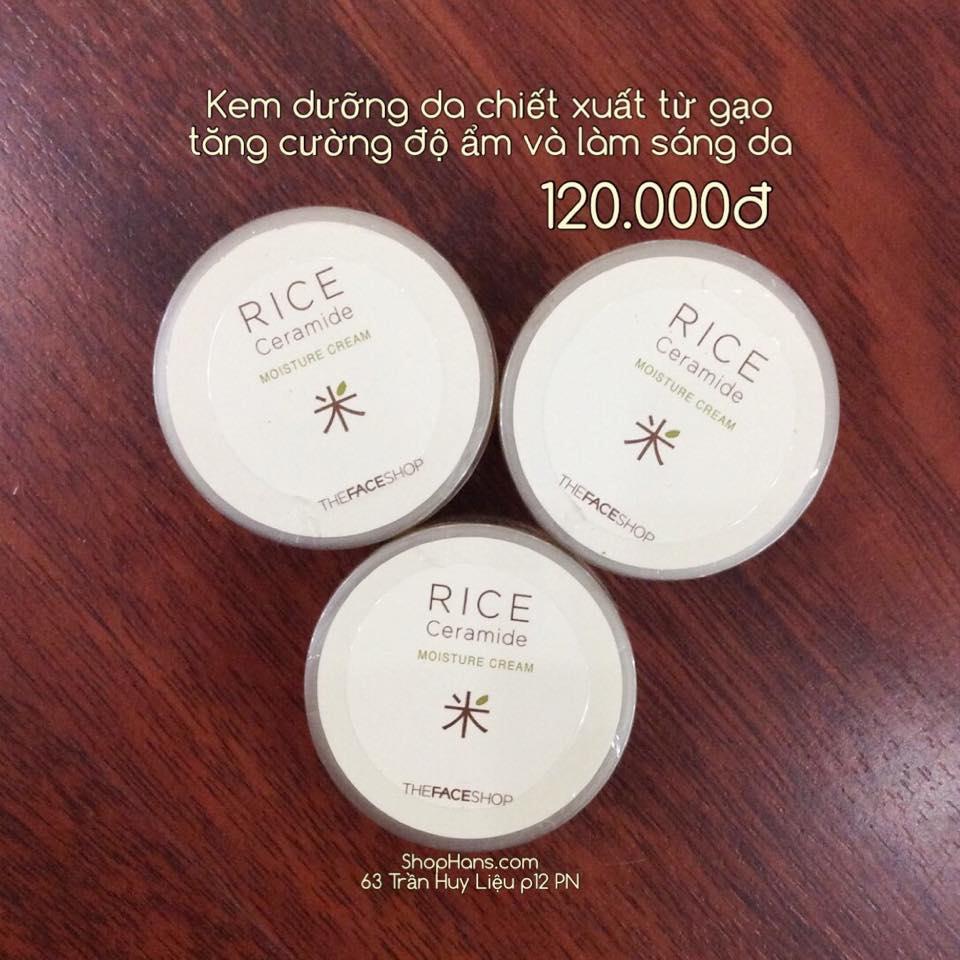 Kem dưỡng da chiết xuất từ gạo
tăng cường độ ẩm và làm sáng da
120.000đ
RICE
Ceramide
MOISTURE CREAM
米
THEFACESHOP
RICE
Ceramide
MOISTURE CREAM
米
THEFACESHOP
RICE
Ceramide
MOISTURE CREAM
米
THEFACESHOP
ShopHans.com
63 Trần Huy Liệu p12 PN